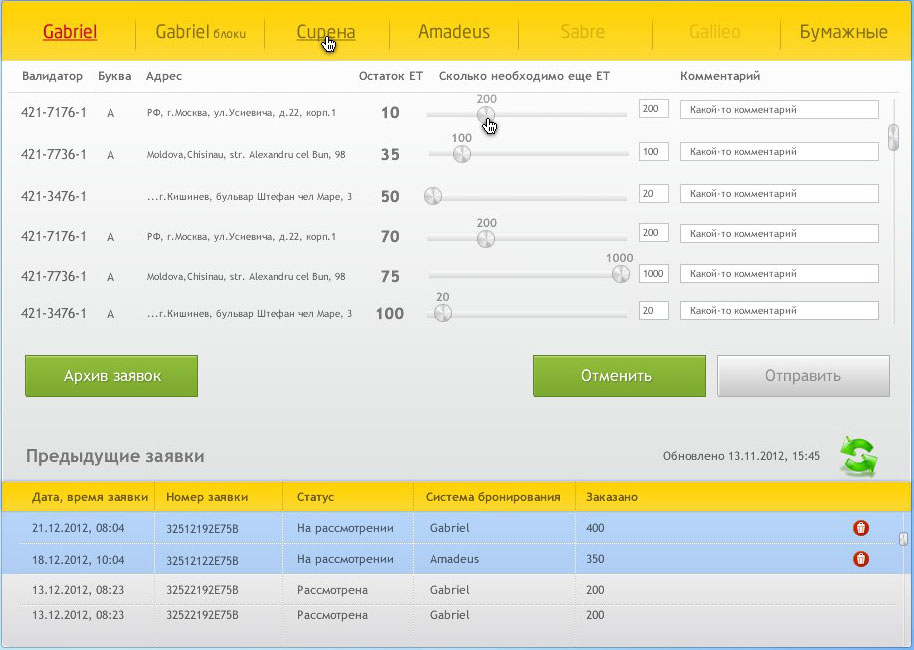 Gabriel Gabriel блоки Сирена Amadeus Sabre Galileo Бумажные
Валидатор Буква Адрес Остаток ЕТ Сколько необходимо еще ЕТ Комментарий
200
421-7176-1 А РФ, г.Москва, ул.Усиевича, д.22, корп.1 10 200 Какой-то комментарий
100
421-7736-1 А Moldova,Chisinau, str. Alexandru cel Bun, 98 35 100 Какой-то комментарий
421-3476-1 ...г.Кишинев, бульвар Штефан чел Маре, 3 50 20 Какой-то комментарий
200
421-7176-1 А РФ, г.Москва, ул.Усиевича, д.22, корп.1 70 200 Какой-то комментарий
1000
421-7736-1 А Moldova,Chisinau, str. Alexandru cel Bun, 98 75 1000 Какой-то комментарий
20
421-3476-1 А ...г.Кишинев, бульвар Штефан чел Маре, 3 100 20 Какой-то комментарий
Архив заявок Отменить Отправить
Предыдущие заявки Обновлено 13.11.2012, 15:45
Дата, время заявки Номер заявки Статус Система бронирования Заказано
21.12.2012, 08:04 32512192E75B На рассмотрении Gabriel 400
18.12.2012, 10:04 32512122E75B На рассмотрении Amadeus 350
13.12.2012, 08:23 32522192E75B Рассмотрена Gabriel 200
13.12.2012, 08:23 32522192E75B Рассмотрена Gabriel 200